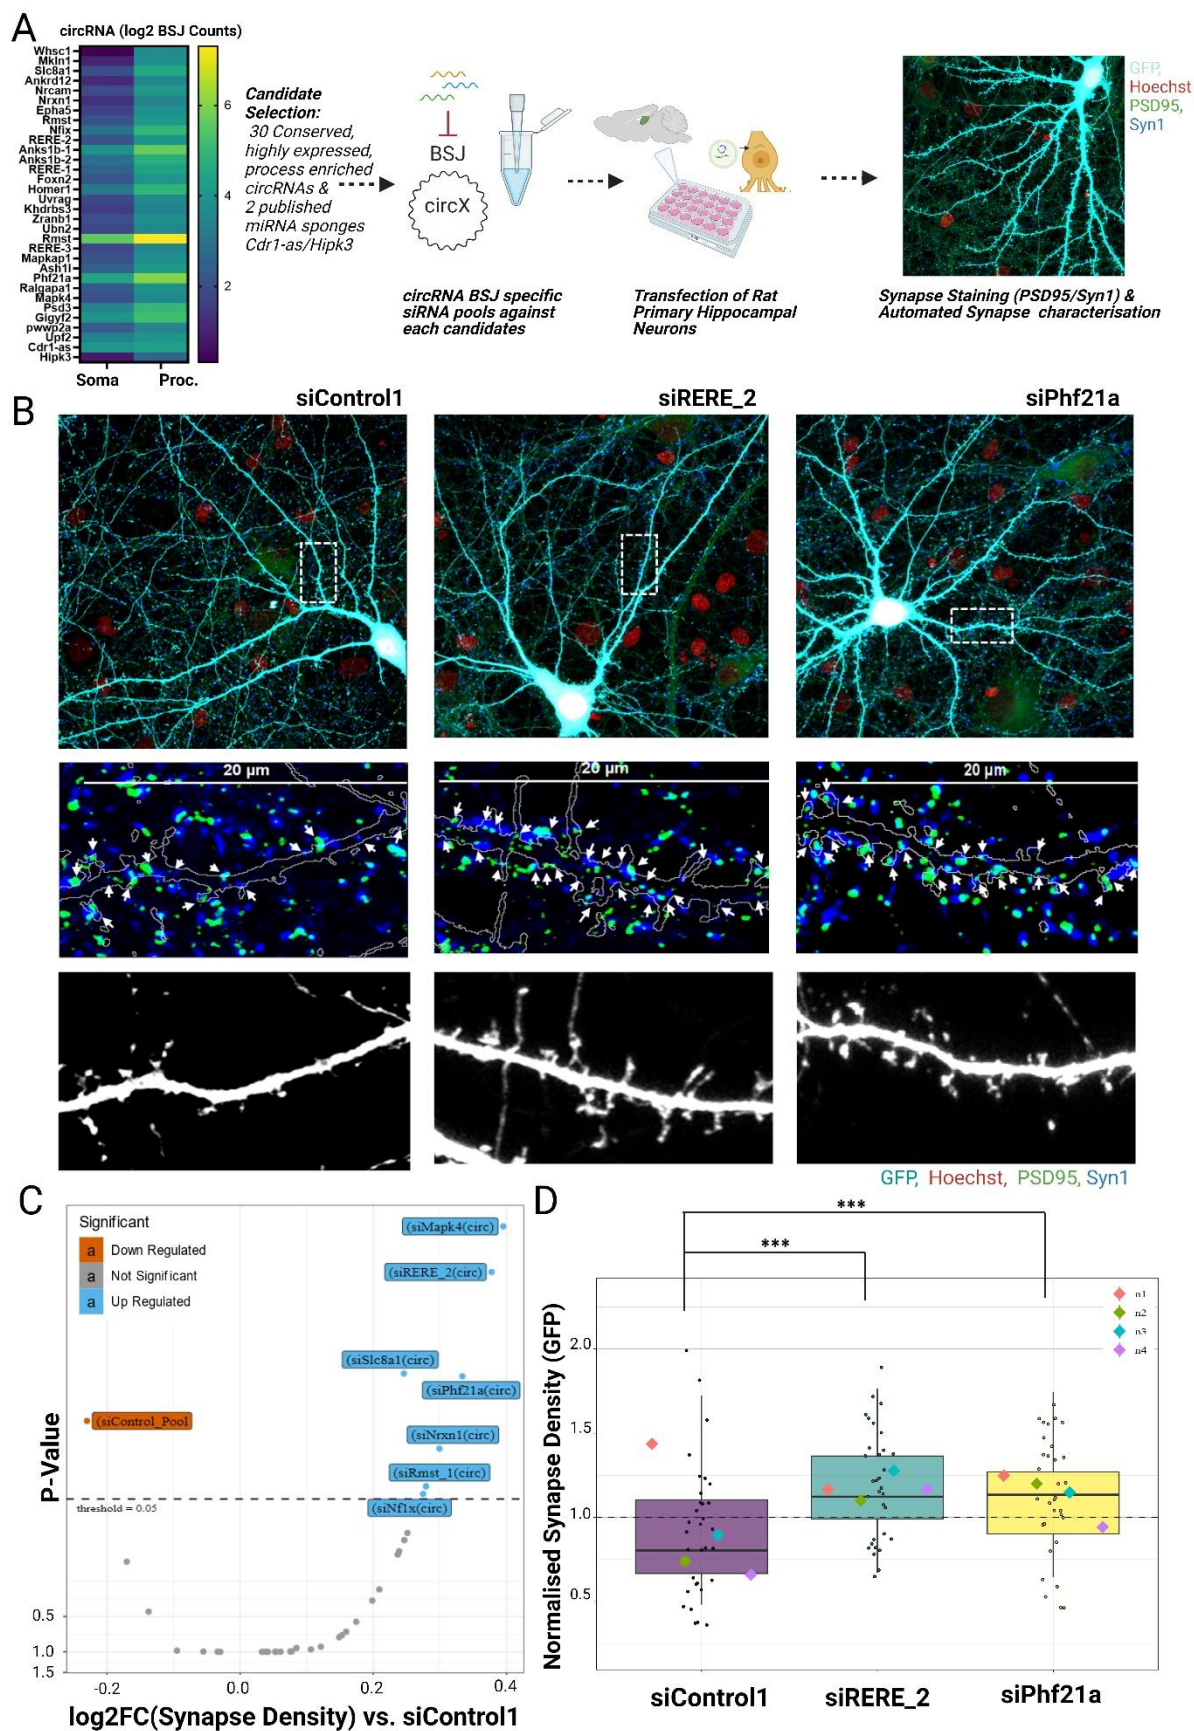 A
circRNA (log2 BSJ Counts)
Whsc1
Mkln1
Slc8a1
Ankrd12
Nrcam
Nrxn1
Epha5
Rmst
Nfix
RERE-2
Anks1b-1
Anks1b-2
RERE-1
Foxn2
Homer1
Uvrag
Khdrbs3
Zranb1
Ubn2
Rmst
RERE-3
Mapkap1
Ash1l
Phf21a
Ralgapa1
Mapk4
Psd3
Gigyf2
pwwp2a
Upf2
Cdr1-as
Hipk3
Soma
Proc.
6
4
2
Candidate
Selection:
30 Conserved,
highly expressed,
process enriched
circRNAs &
2 published
miRNA sponges
Cdr1-as/Hipk3
BSJ
circX
circRNA BSJ specific
siRNA pools against
each candidates
Transfection of Rat
Primary Hippocampal
Neurons
GFP,
Hoechst
PSD95,
Syn1
Synapse Staining (PSD95/Syn1) &
Automated Synapse characterisation
B
siControl1
siRERE_2
siPhf21a
20 µm
20 µm
20 µm
GFP, Hoechst, PSD95, Syn1
C
Significant
a Down Regulated
a Not Significant
a Up Regulated
(siMapk4(circ)
(siRERE_2(circ)
(siSlc8a1(circ)
(siPhf21a(circ)
(siControl_Pool
(siNrxn1(circ)
(siRmst_1(circ)
(siNf1x(circ)
threshold = 0.05
P-Value
0.5
1.0
1.5
-0.2
0.0
0.2
0.4
log2FC(Synapse Density) vs. siControl1
D
***
***
n1
n2
n3
n4
Normalised Synapse Density (GFP)
2.0
1.5
1.0
0.5
siControl1
siRERE_2
siPhf21a